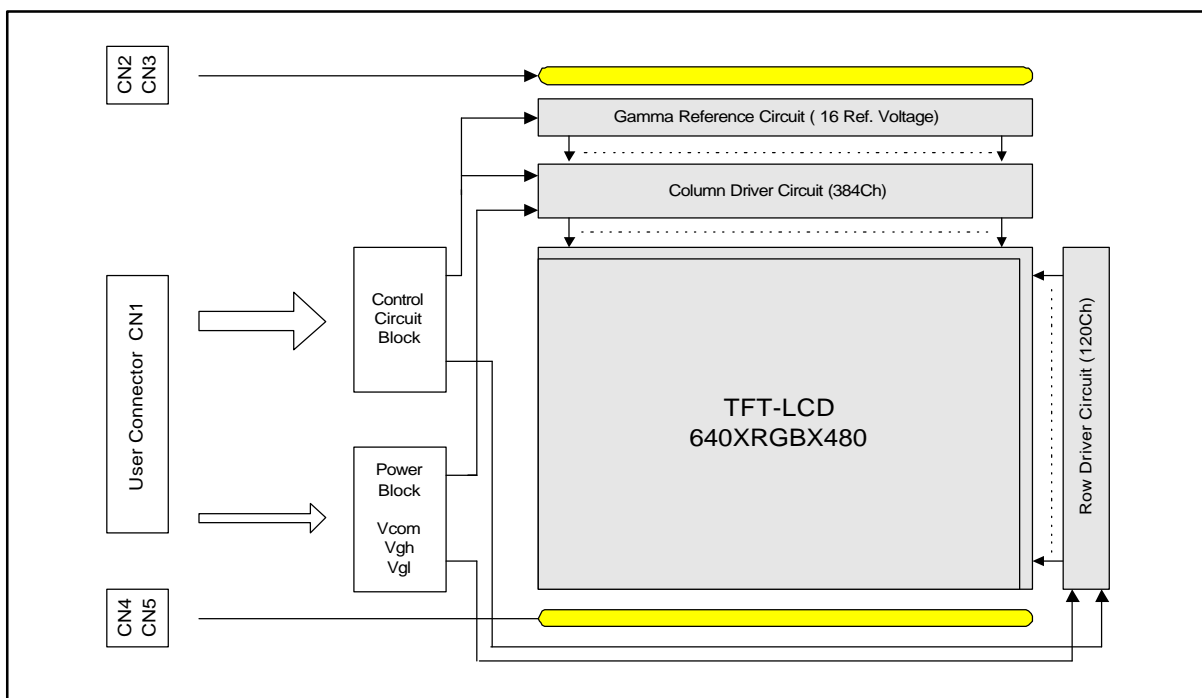 CN2
CN3
Gamma Reference Circuit ( 16 Ref. Voltage)
Column Driver Circuit (384Ch)
User Connector CN1
Control
Circuit
Block
TFT-LCD
640XRGBX480
Row Driver Circuit (120Ch)
Power
Block
Vcom
Vgh
Vgl
CN4
CN5